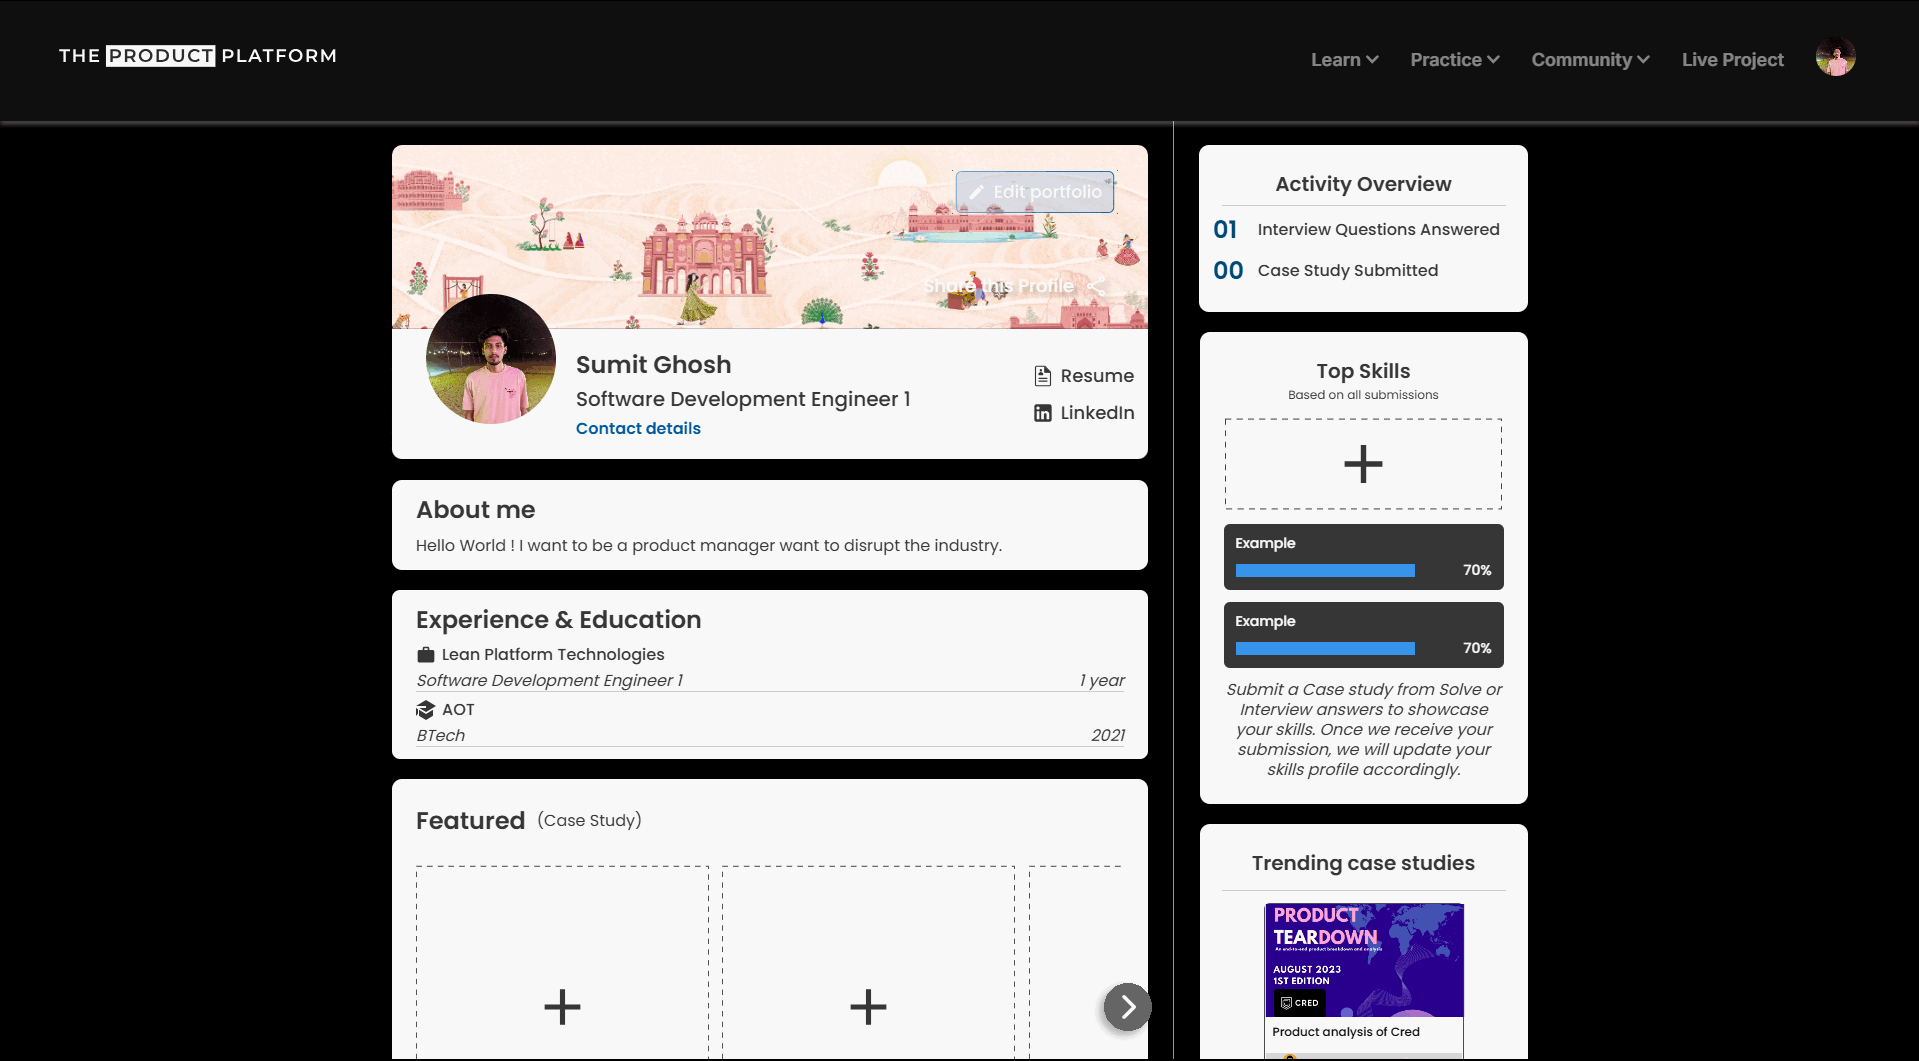 THE PRODUCT PLATFORM
Learn
Practice
Community
Live Project
Edit portfolio
Share this Profile
Sumit Ghosh
Software Development Engineer 1
Contact details
Resume
LinkedIn
About me
Hello World ! I want to be a product manager want to disrupt the industry.
Experience & Education
Lean Platform Technologies
Software Development Engineer 1 1 year
AOT
BTech 2021
Featured (Case Study)
Activity Overview
01 Interview Questions Answered
00 Case Study Submitted
Top Skills
Based on all submissions
Example
70%
Example
70%
Submit a Case study from Solve or
Interview answers to showcase
your skills. Once we receive your
submission, we will update your
skills profile accordingly.
Trending case studies
PRODUCT
TEARDOWN
An end-to-end product breakdown and analysis
AUGUST 2023
1ST EDITION
CRED
Product analysis of Cred